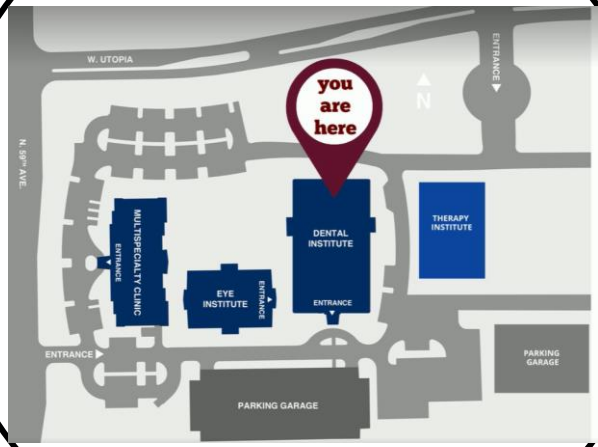 W. UTOPIA
N. 59TH AVE.
ENTRANCE
you
are
here
N
MULTISPECIALTY CLINIC
ENTRANCE
EYE
INSTITUTE
ENTRANCE
DENTAL
INSTITUTE
ENTRANCE
THERAPY
INSTITUTE
ENTRANCE
PARKING GARAGE
PARKING
GARAGE